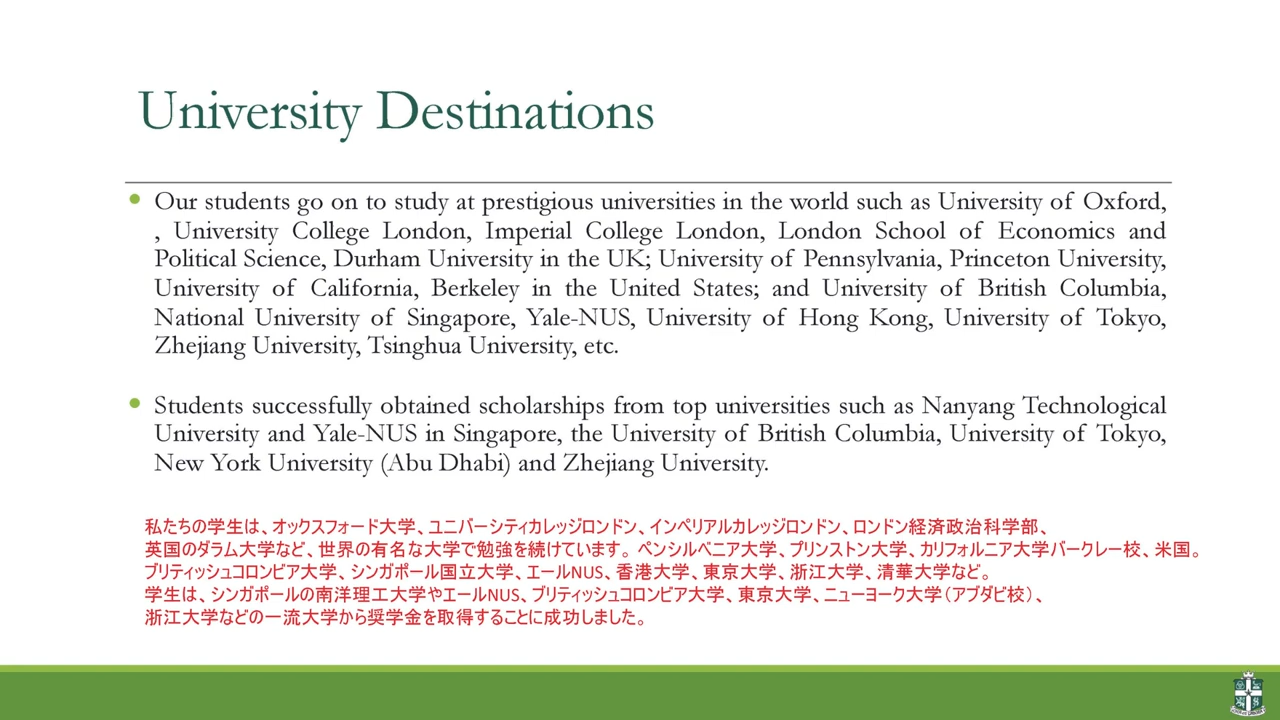 University Destinations
Our students go on to study at prestigious universities in the world such as University of Oxford,
, University College London, Imperial College London, London School of Economics and
Political Science, Durham University in the UK; University of Pennsylvania, Princeton University,
University of California, Berkeley in the United States; and University of British Columbia,
National University of Singapore, Yale-NUS, University of Hong Kong, University of Tokyo,
Zhejiang University, Tsinghua University, etc.
Students successfully obtained scholarships from top universities such as Nanyang Technological
University and Yale-NUS in Singapore, the University of British Columbia, University of Tokyo,
New York University (Abu Dhabi) and Zhejiang University.
私たちの学生は、オックスフォード大学、ユニバーシティカレッジロンドン、インペリアルカレッジロンドン、ロンドン経済政治科学部、
英国のダラム大学など、世界の有名な大学で勉強を続けています。ペンシルベニア大学、プリンストン大学、カリフォルニア大学バークレー校、米国。
ブリティッシュコロンビア大学、シンガポール国立大学、エールNUS、香港大学、東京大学、浙江大学、清華大学など。
学生は、シンガポールの南洋理工大学やエールNUS、ブリティッシュコロンビア大学、東京大学、ニューヨーク大学（アブダビ校）、
浙江大学などの一流大学から奨学金を取得することに成功しました。